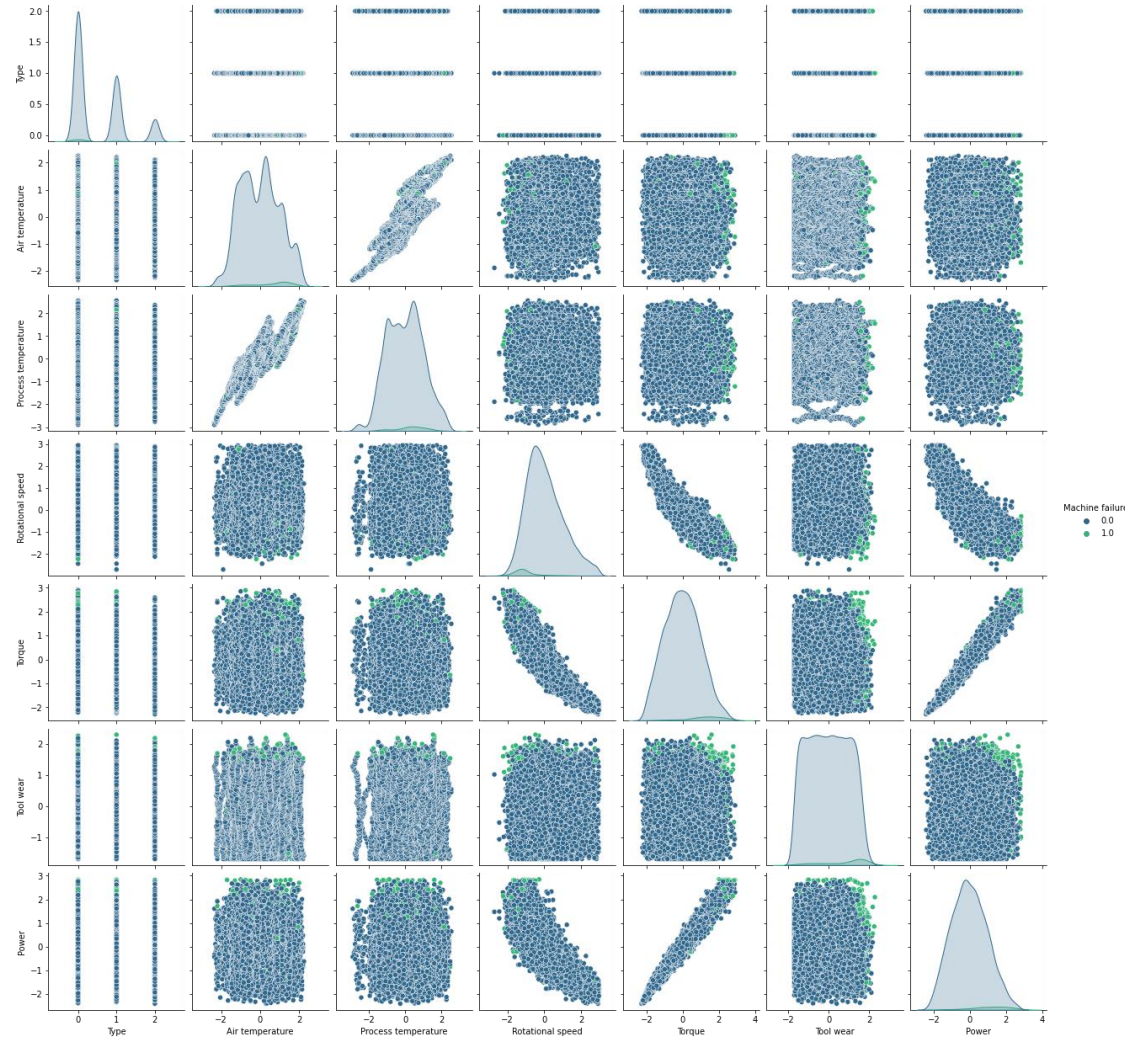 2.0
1.5
1.0
0.5
0.0
Type
2
1
0
−1
−2
Air temperature
2
1
0
−1
−2
−3
Process temperature
3
2
1
0
−1
−2
Rotational speed
3
2
1
0
−1
−2
Torque
2
1
0
−1
Tool wear
3
2
1
0
−1
−2
Power
Machine failure
0.0
1.0
0 1 2
−2 0 2
−2 0 2
−2 0 2
−2 0 2
−2 0 2
−2 0 2 4
Type
Air temperature
Process temperature
Rotational speed
Torque
Tool wear
Power